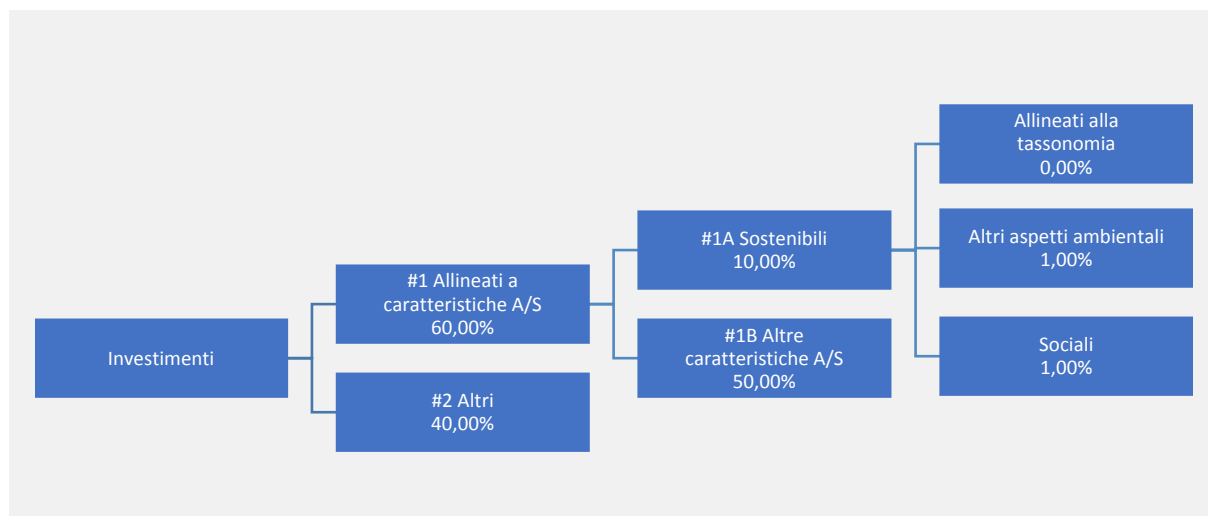 Investimenti
#1 Allineati a
caratteristiche A/S
60,00%
#2 Altri
40,00%
#1A Sostenibili
10,00%
#1B Altre
caratteristiche A/S
50,00%
Allineati alla
tassonomia
0,00%
Altri aspetti ambientali
1,00%
Sociali
1,00%